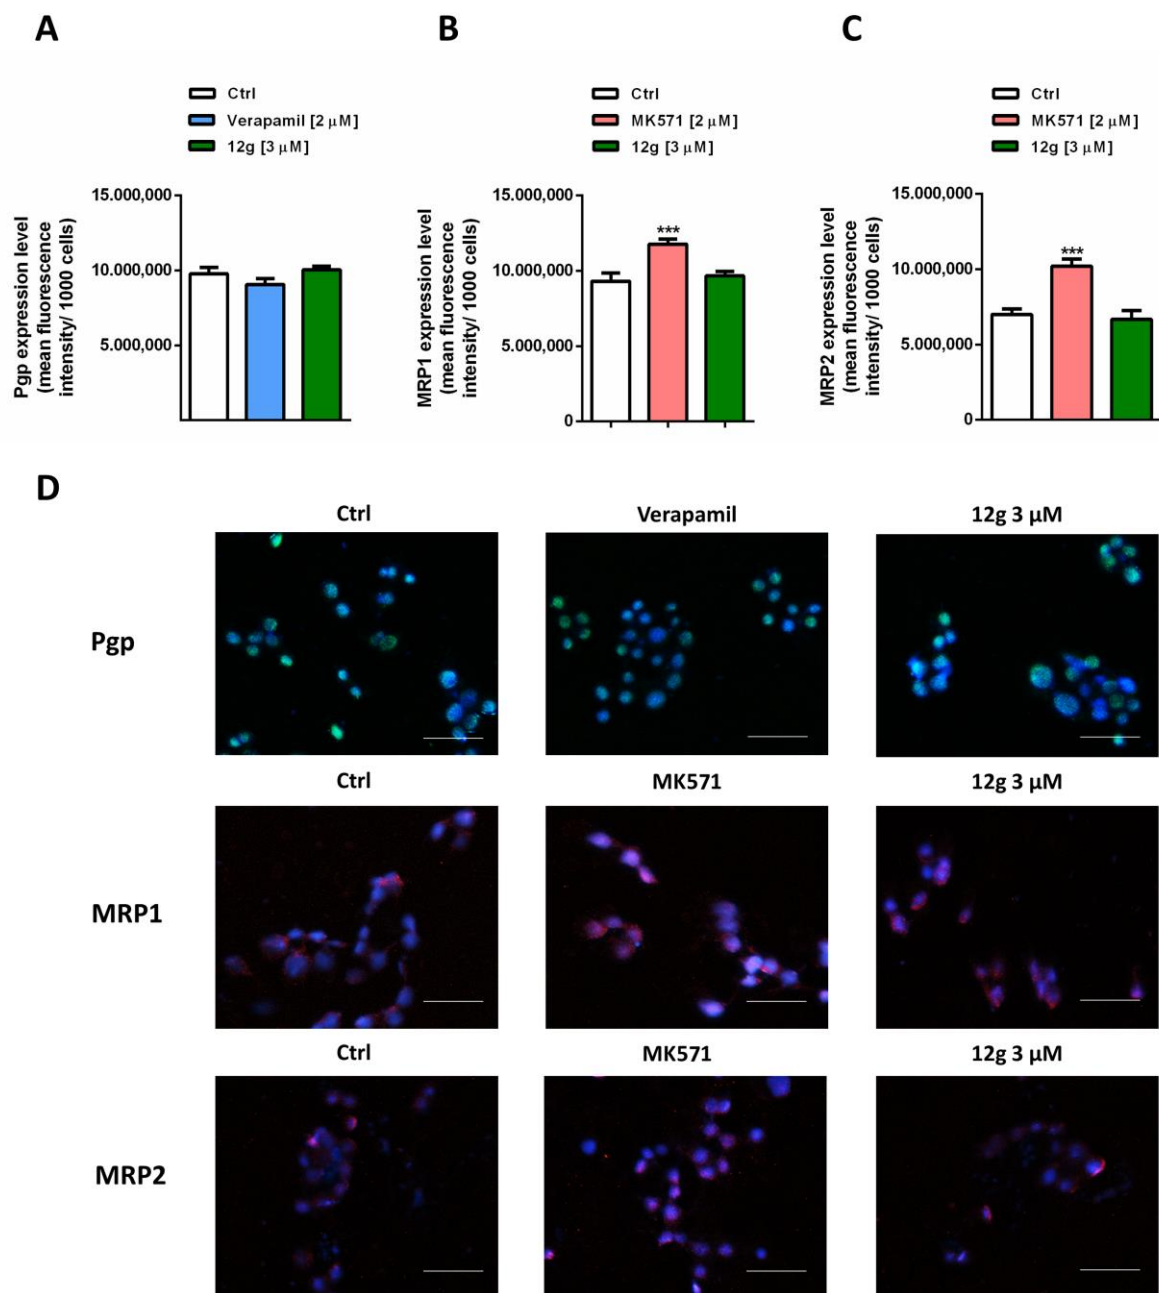 A
B
C
Ctrl
Verapamil [2 μM]
12g [3 μM]
Ctrl
MK571 [2 μM]
12g [3 μM]
Ctrl
MK571 [2 μM]
12g [3 μM]
Pgp expression level
(mean fluorescence
intensity/ 1000 cells)
15.000,000
10.000,000
5.000,000
MRP1 expression level
(mean fluorescence
intensity/ 1000 cells)
15.000,000
10.000,000
5.000,000
0
***
MRP2 expression level
(mean fluorescence
intensity/ 1000 cells)
15.000,000
10.000,000
5.000,000
0
***
D
Ctrl
Verapamil
12g 3 μM
Pgp
Ctrl
MK571
12g 3 μM
MRP1
Ctrl
MK571
12g 3 μM
MRP2